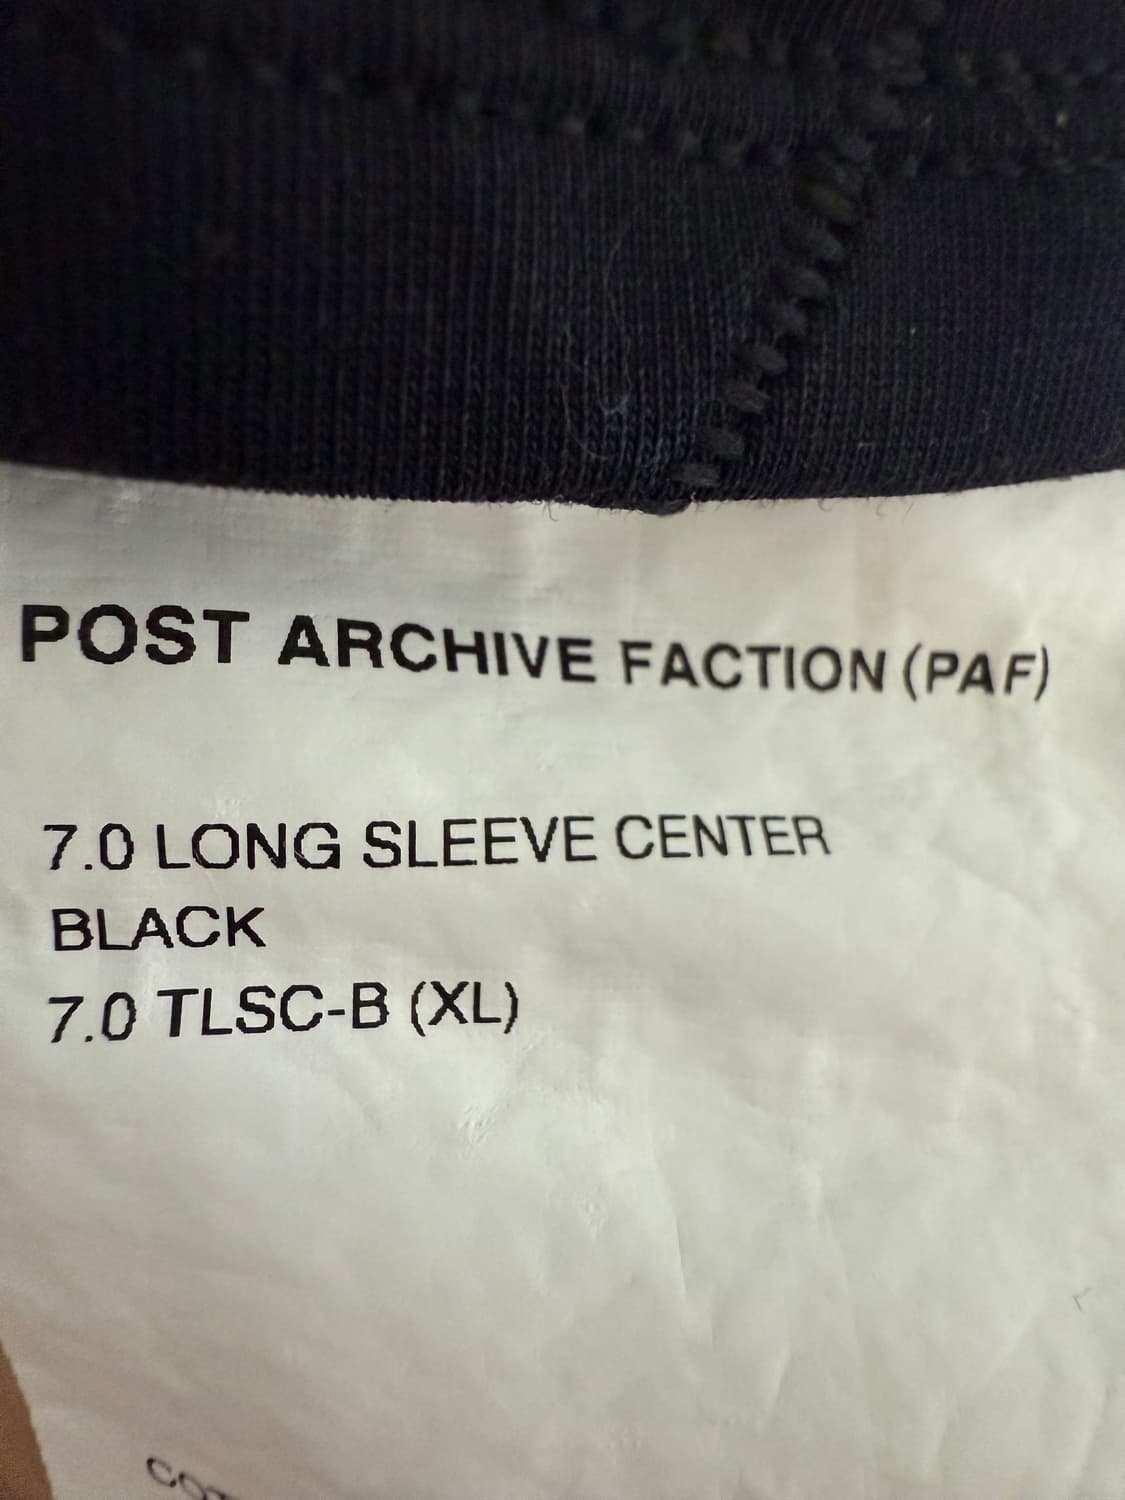 POST ARCHIVE FACTION (PAF)
7.0 LONG SLEEVE CENTER
BLACK
7.0 TLSC-B (XL)